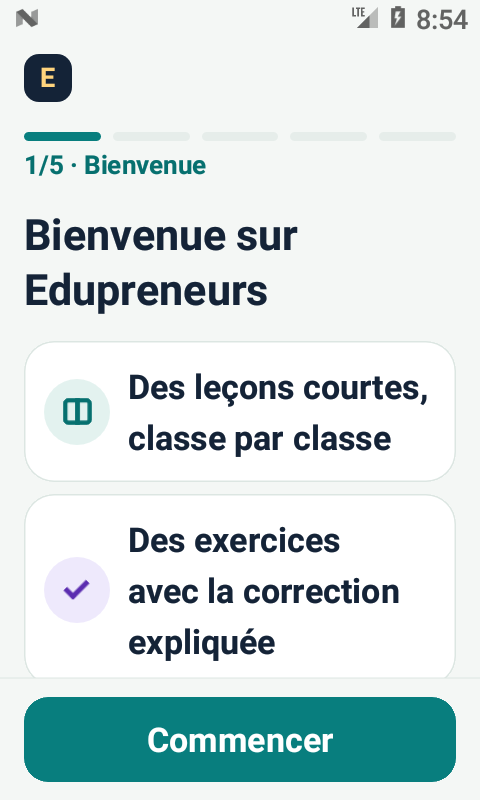 LTE 8:54
E
1/5 · Bienvenue
Bienvenue sur
Edupreneurs
Des leçons courtes,
classe par classe
Des exercices
avec la correction
expliquée
Commencer